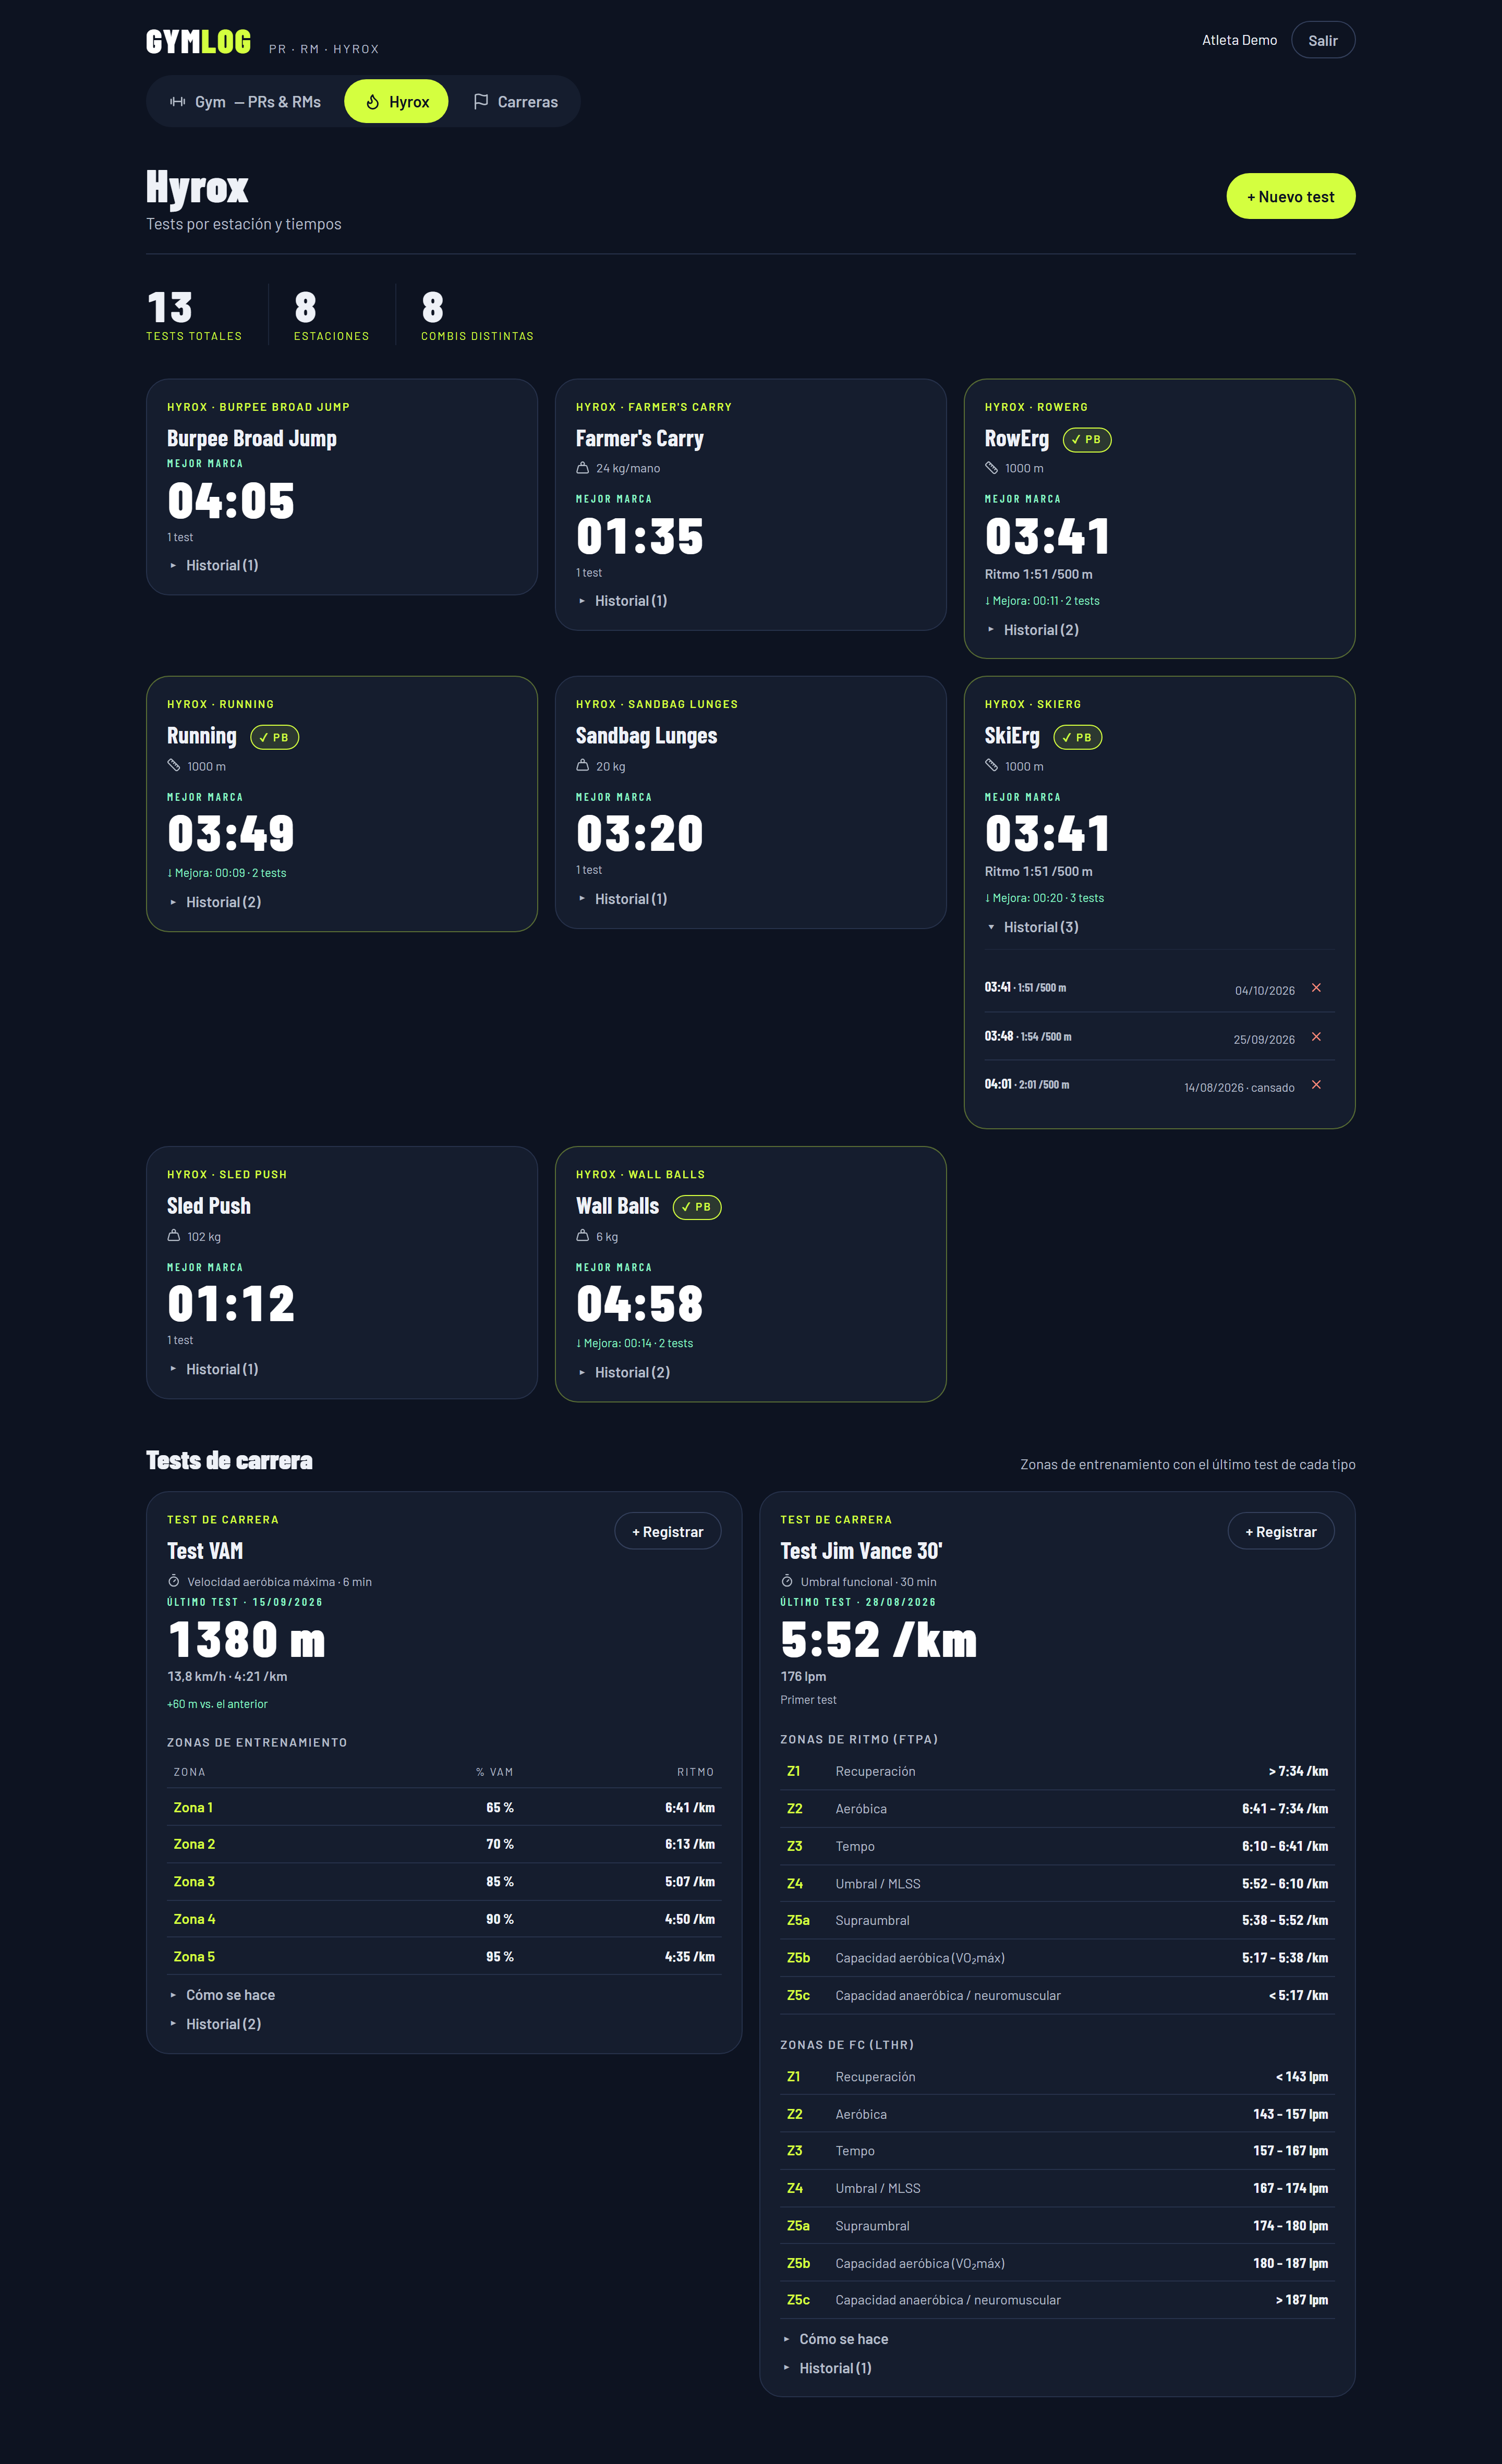 GYMLOG PR · RM · HYROX
Atleta Demo
Salir
Gym — PRs & RMs
Hyrox
Carreras
Hyrox
Tests por estación y tiempos
+ Nuevo test
13
TESTS TOTALES
8
ESTACIONES
8
COMBIS DISTINTAS
HYROX · BURPEE BROAD JUMP
Burpee Broad Jump
MEJOR MARCA
04:05
1 test
▸ Historial (1)
HYROX · FARMER'S CARRY
Farmer's Carry
24 kg/mano
MEJOR MARCA
01:35
1 test
▸ Historial (1)
HYROX · ROWERG
RowErg ✓ PB
1000 m
MEJOR MARCA
03:41
Ritmo 1:51 /500 m
↓ Mejora: 00:11 · 2 tests
▸ Historial (2)
HYROX · RUNNING
Running ✓ PB
1000 m
MEJOR MARCA
03:49
↓ Mejora: 00:09 · 2 tests
▸ Historial (2)
HYROX · SANDBAG LUNGES
Sandbag Lunges
20 kg
MEJOR MARCA
03:20
1 test
▸ Historial (1)
HYROX · SKIERG
SkiErg ✓ PB
1000 m
MEJOR MARCA
03:41
Ritmo 1:51 /500 m
↓ Mejora: 00:20 · 3 tests
▾ Historial (3)
03:41 · 1:51 /500 m 04/10/2026 ×
03:48 · 1:54 /500 m 25/09/2026 ×
04:01 · 2:01 /500 m 14/08/2026 · cansado ×
HYROX · SLED PUSH
Sled Push
102 kg
MEJOR MARCA
01:12
1 test
▸ Historial (1)
HYROX · WALL BALLS
Wall Balls ✓ PB
6 kg
MEJOR MARCA
04:58
↓ Mejora: 00:14 · 2 tests
▸ Historial (2)
Tests de carrera
Zonas de entrenamiento con el último test de cada tipo
TEST DE CARRERA
+ Registrar
Test VAM
Velocidad aeróbica máxima · 6 min
ÚLTIMO TEST · 15/09/2026
1380 m
13,8 km/h · 4:21 /km
+60 m vs. el anterior
ZONAS DE ENTRENAMIENTO
ZONA % VAM RITMO
Zona 1 65 % 6:41 /km
Zona 2 70 % 6:13 /km
Zona 3 85 % 5:07 /km
Zona 4 90 % 4:50 /km
Zona 5 95 % 4:35 /km
▸ Cómo se hace
▸ Historial (2)
TEST DE CARRERA
+ Registrar
Test Jim Vance 30'
Umbral funcional · 30 min
ÚLTIMO TEST · 28/08/2026
5:52 /km
176 lpm
Primer test
ZONAS DE RITMO (FTPA)
Z1 Recuperación > 7:34 /km
Z2 Aeróbica 6:41 – 7:34 /km
Z3 Tempo 6:10 – 6:41 /km
Z4 Umbral / MLSS 5:52 – 6:10 /km
Z5a Supraumbral 5:38 – 5:52 /km
Z5b Capacidad aeróbica (VO₂máx) 5:17 – 5:38 /km
Z5c Capacidad anaeróbica / neuromuscular < 5:17 /km
ZONAS DE FC (LTHR)
Z1 Recuperación < 143 lpm
Z2 Aeróbica 143 – 157 lpm
Z3 Tempo 157 – 167 lpm
Z4 Umbral / MLSS 167 – 174 lpm
Z5a Supraumbral 174 – 180 lpm
Z5b Capacidad aeróbica (VO₂máx) 180 – 187 lpm
Z5c Capacidad anaeróbica / neuromuscular > 187 lpm
▸ Cómo se hace
▸ Historial (1)